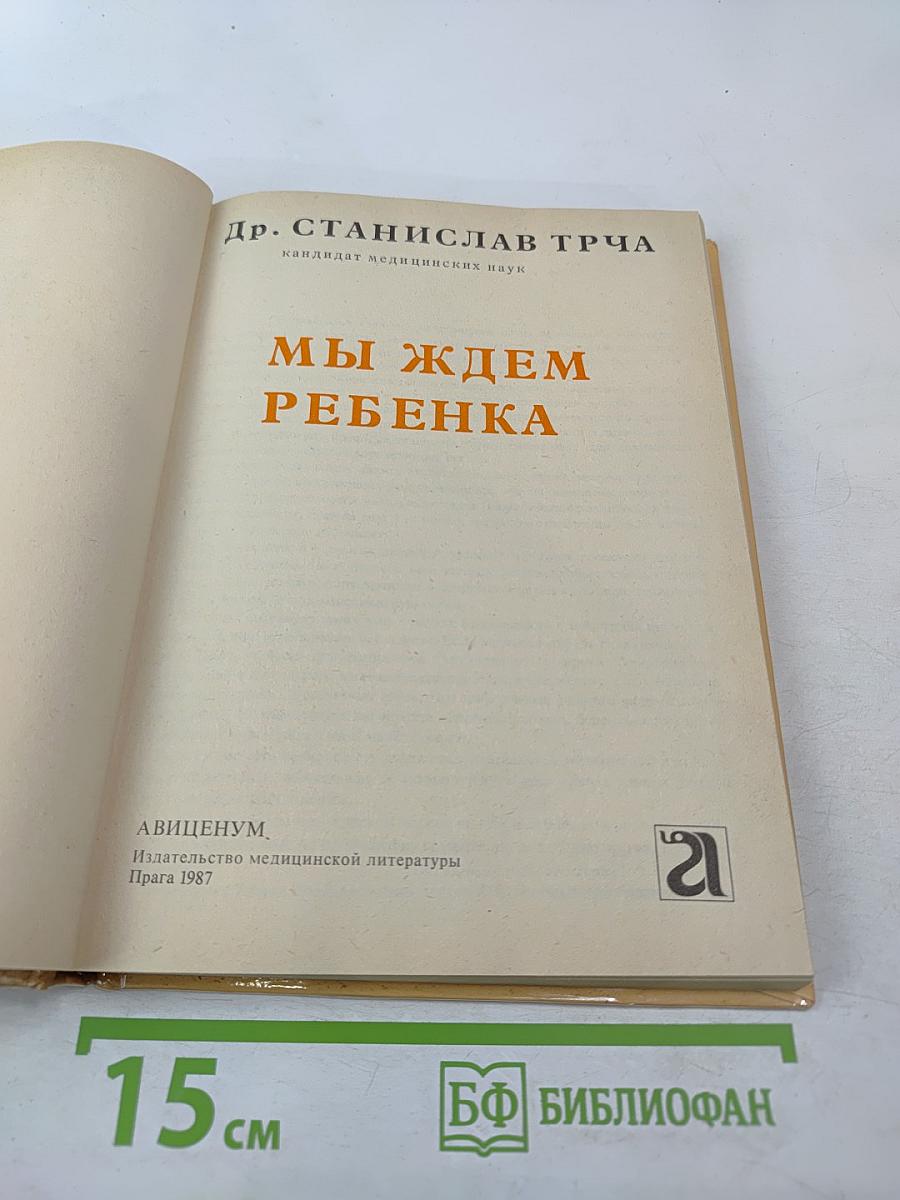 Др. СТАНИСЛАВ ТРЧА
кандидат медицинских наук
МЫ ЖДЕМ
РЕБЕНКА
АВИЦЕНУМ
Издательство медицинской литературы
Прага 1987
15 см
БФ БИБЛИОФАН